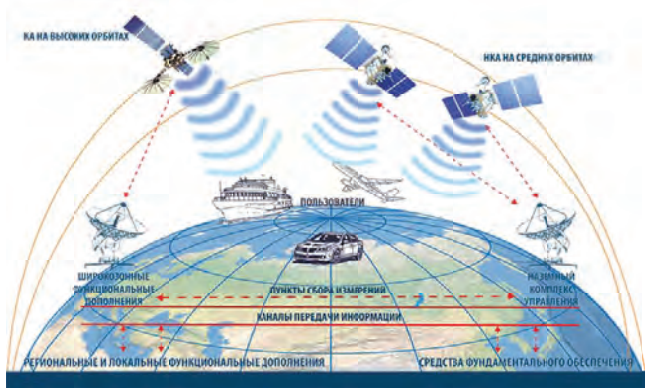 КА НА ВЫСОКИХ ОРБИТАХ
НКА НА СРЕДНЫХ ОРБИТАХ
ПОЛЬЗОВАТЕЛИ
ШИРОКОЗОННЫЕ
ФУНКЦИОНАЛЬНЫЕ
ДОПОЛНЕНИЯ
ПУНКТЫ СБОРА ИЗМЕРЕНИЙ
НАЗЕМНЫЙ
КОМПЛЕКС
УПРАВЛЕНИЯ
КАНАЛЫ ПЕРЕДАЧИ ИНФОРМАЦИИ
РЕГИОНАЛЬНЫЕ И ЛОКАЛЬНЫЕ ФУНКЦИОНАЛЬНЫЕ ДОПОЛНЕНИЯ
СРЕДСТВА ФУНДАМЕНТАЛЬНОГО ОБЕСПЕЧЕНИЯ